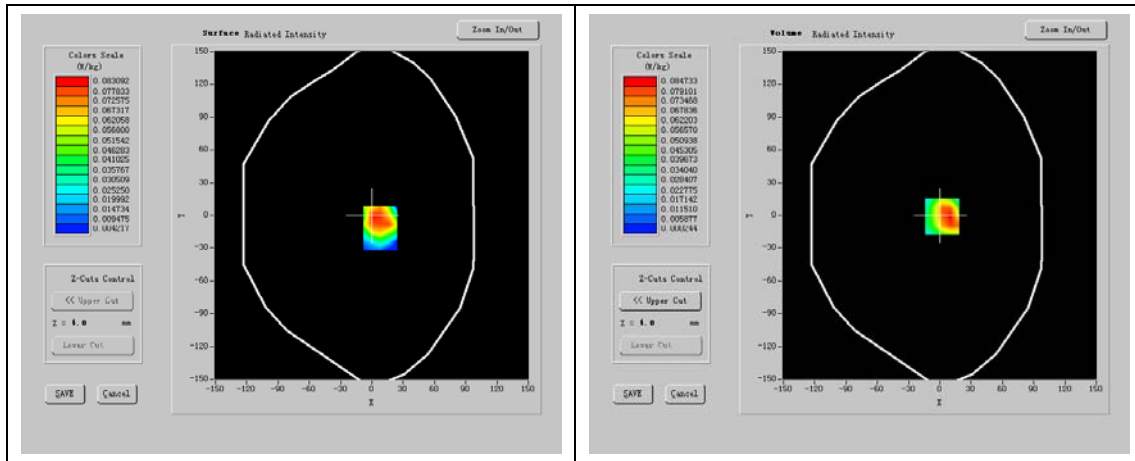 Surface Radiated Intensity
Zoom In/Out
Colors Scale
(W/kg)
0.083092
0.077833
0.072575
0.067317
0.062058
0.056800
0.051542
0.046283
0.041025
0.035767
0.030509
0.025250
0.019992
0.014734
0.009475
0.004217
150
120
90
60
30
0
-30
-60
-90
-120
-150
Y
-150 -120 -90 -60 -30 0 30 60 90 120 150
X
Z-Cuts Control
<< Upper Cut
Z = 4.0 mm
Lower Cut
SAVE
Cancel
Volume Radiated Intensity
Zoom In/Out
Colors Scale
(W/kg)
0.084733
0.079101
0.073468
0.067836
0.062203
0.056570
0.050938
0.045305
0.039673
0.034040
0.028407
0.022775
0.017142
0.011510
0.005877
0.000244
150
120
90
60
30
0
-30
-60
-90
-120
-150
Y
-150 -120 -90 -60 -30 0 30 60 90 120 150
X
Z-Cuts Control
<< Upper Cut
Z = 4.0 mm
Lower Cut
SAVE
Cancel